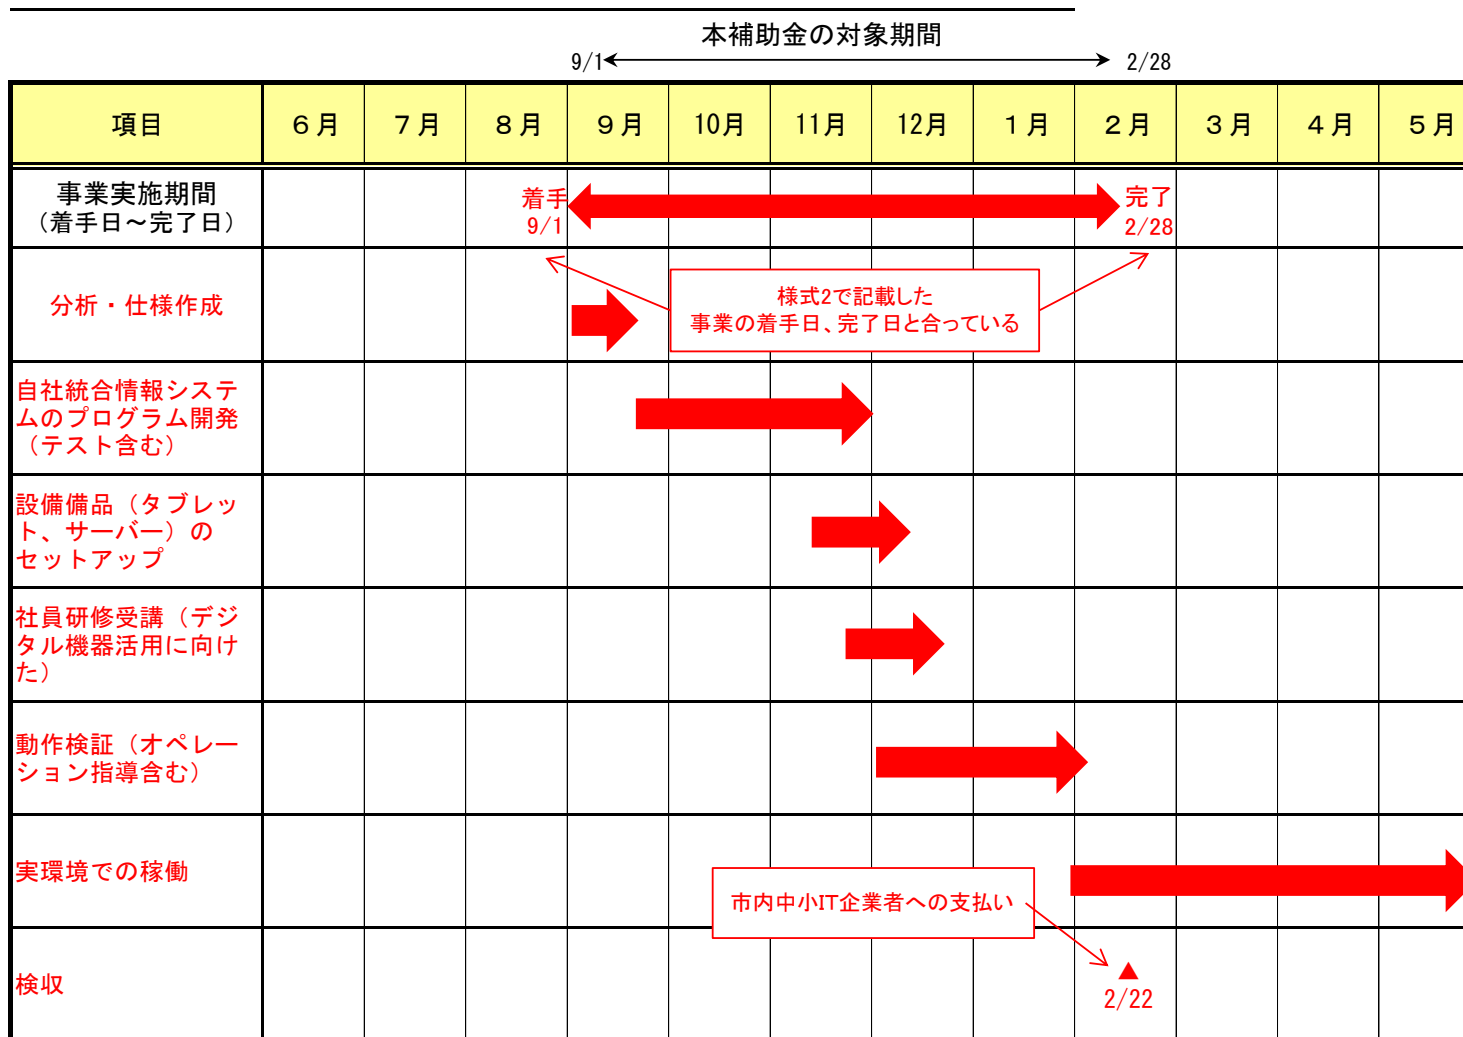 本補助金の対象期間
9/1
2/28
項目
６月
７月
８月
９月
10月
11月
12月
１月
２月
３月
４月
５月
事業実施期間
（着手日～完了日）
着手
9/1
完了
2/28
分析・仕様作成
様式2で記載した
事業の着手日、完了日と合っている
自社統合情報システ
ムのプログラム開発
（テスト含む）
設備備品（タブレッ
ト、サーバー）の
セットアップ
社員研修受講（デジ
タル機器活用に向け
た）
動作検証（オペレー
ション指導含む）
実環境での稼働
市内中小IT企業者への支払い
検収
▲
2/22